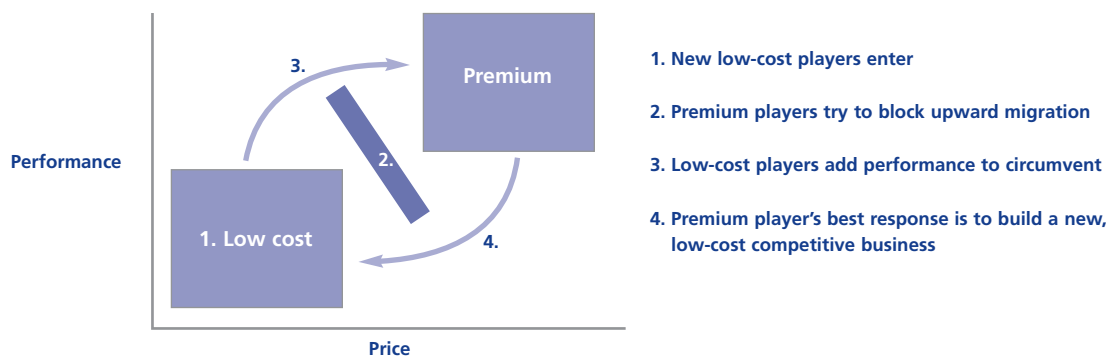 3.
Premium
1. New low-cost players enter
2. Premium players try to block upward migration
Performance
2.
3. Low-cost players add performance to circumvent
1. Low cost
4.
4. Premium player’s best response is to build a new,
low-cost competitive business
Price